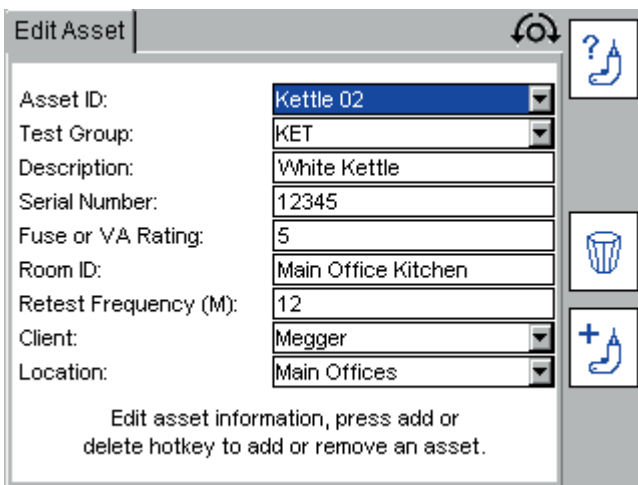 Edit Asset
?
Asset ID: Kettle 02
Test Group: KET
Description: White Kettle
Serial Number: 12345
Fuse or VA Rating: 5
Room ID: Main Office Kitchen
Retest Frequency (M): 12
Client: Megger
Location: Main Offices
+
Edit asset information, press add or
delete hotkey to add or remove an asset.